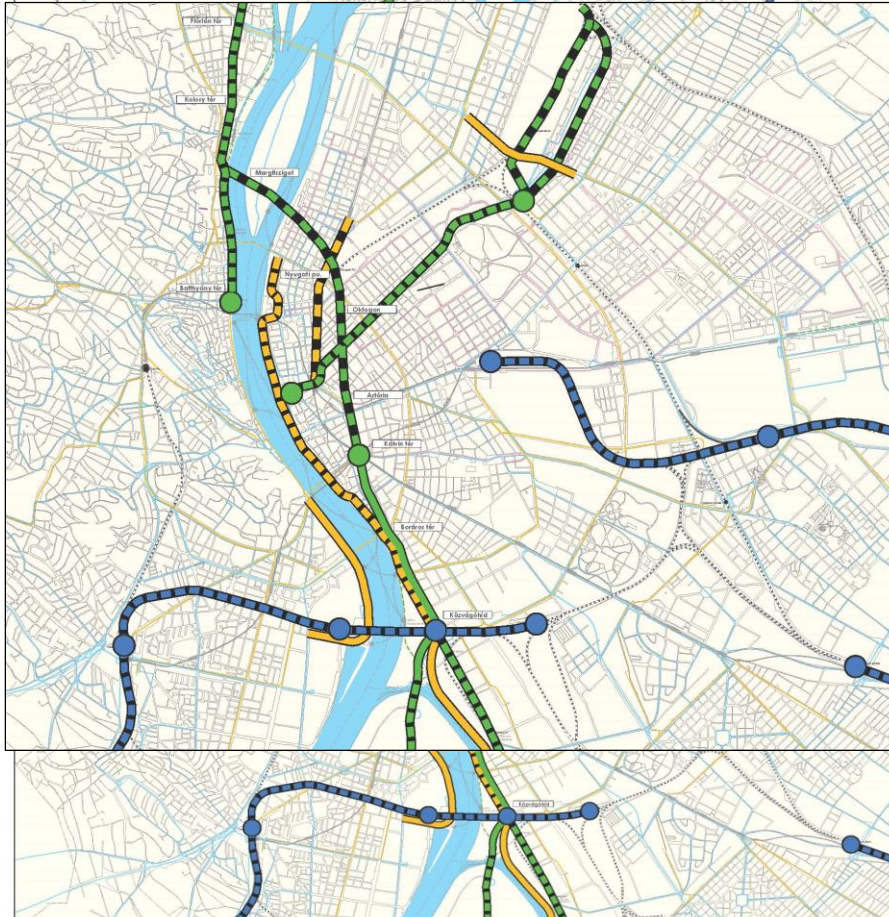 Flórián tér
Kolosy tér
Margitsziget
Nyugati pu.
Batthyány tér
Oktogon
Astoria
Kálvin tér
Boráros tér
Közvágóhíd
Közvágóhíd